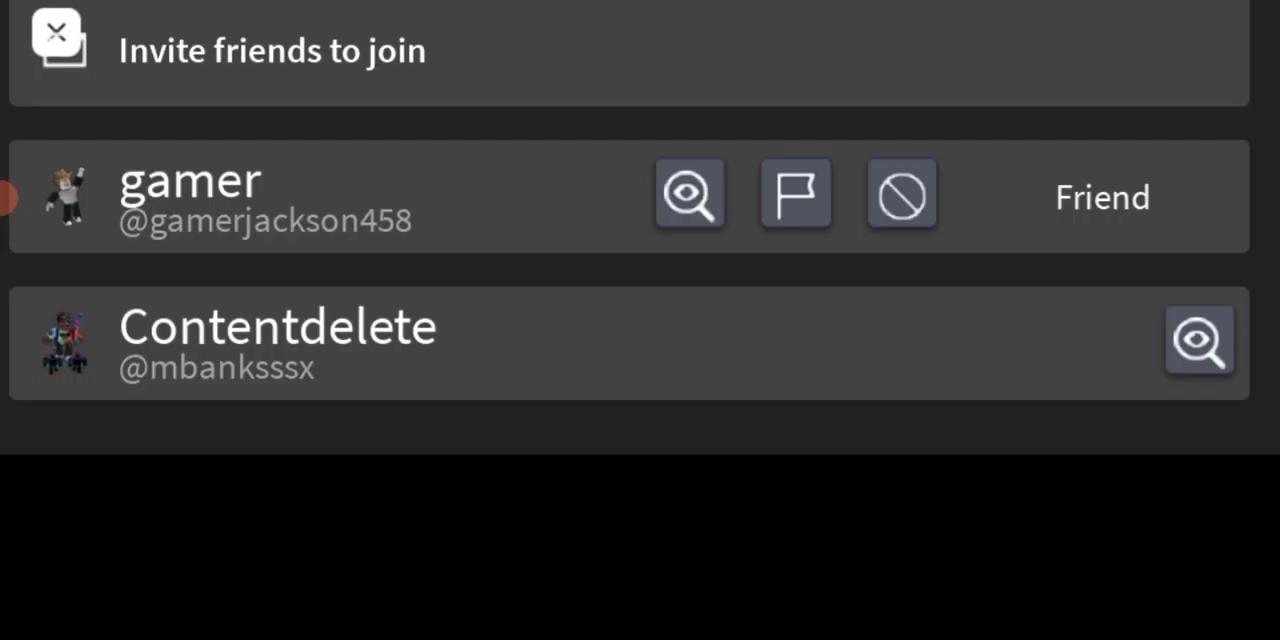 Invite friends to join
gamer
@gamerjackson458
Friend
Contentdelete
@mbanksssx